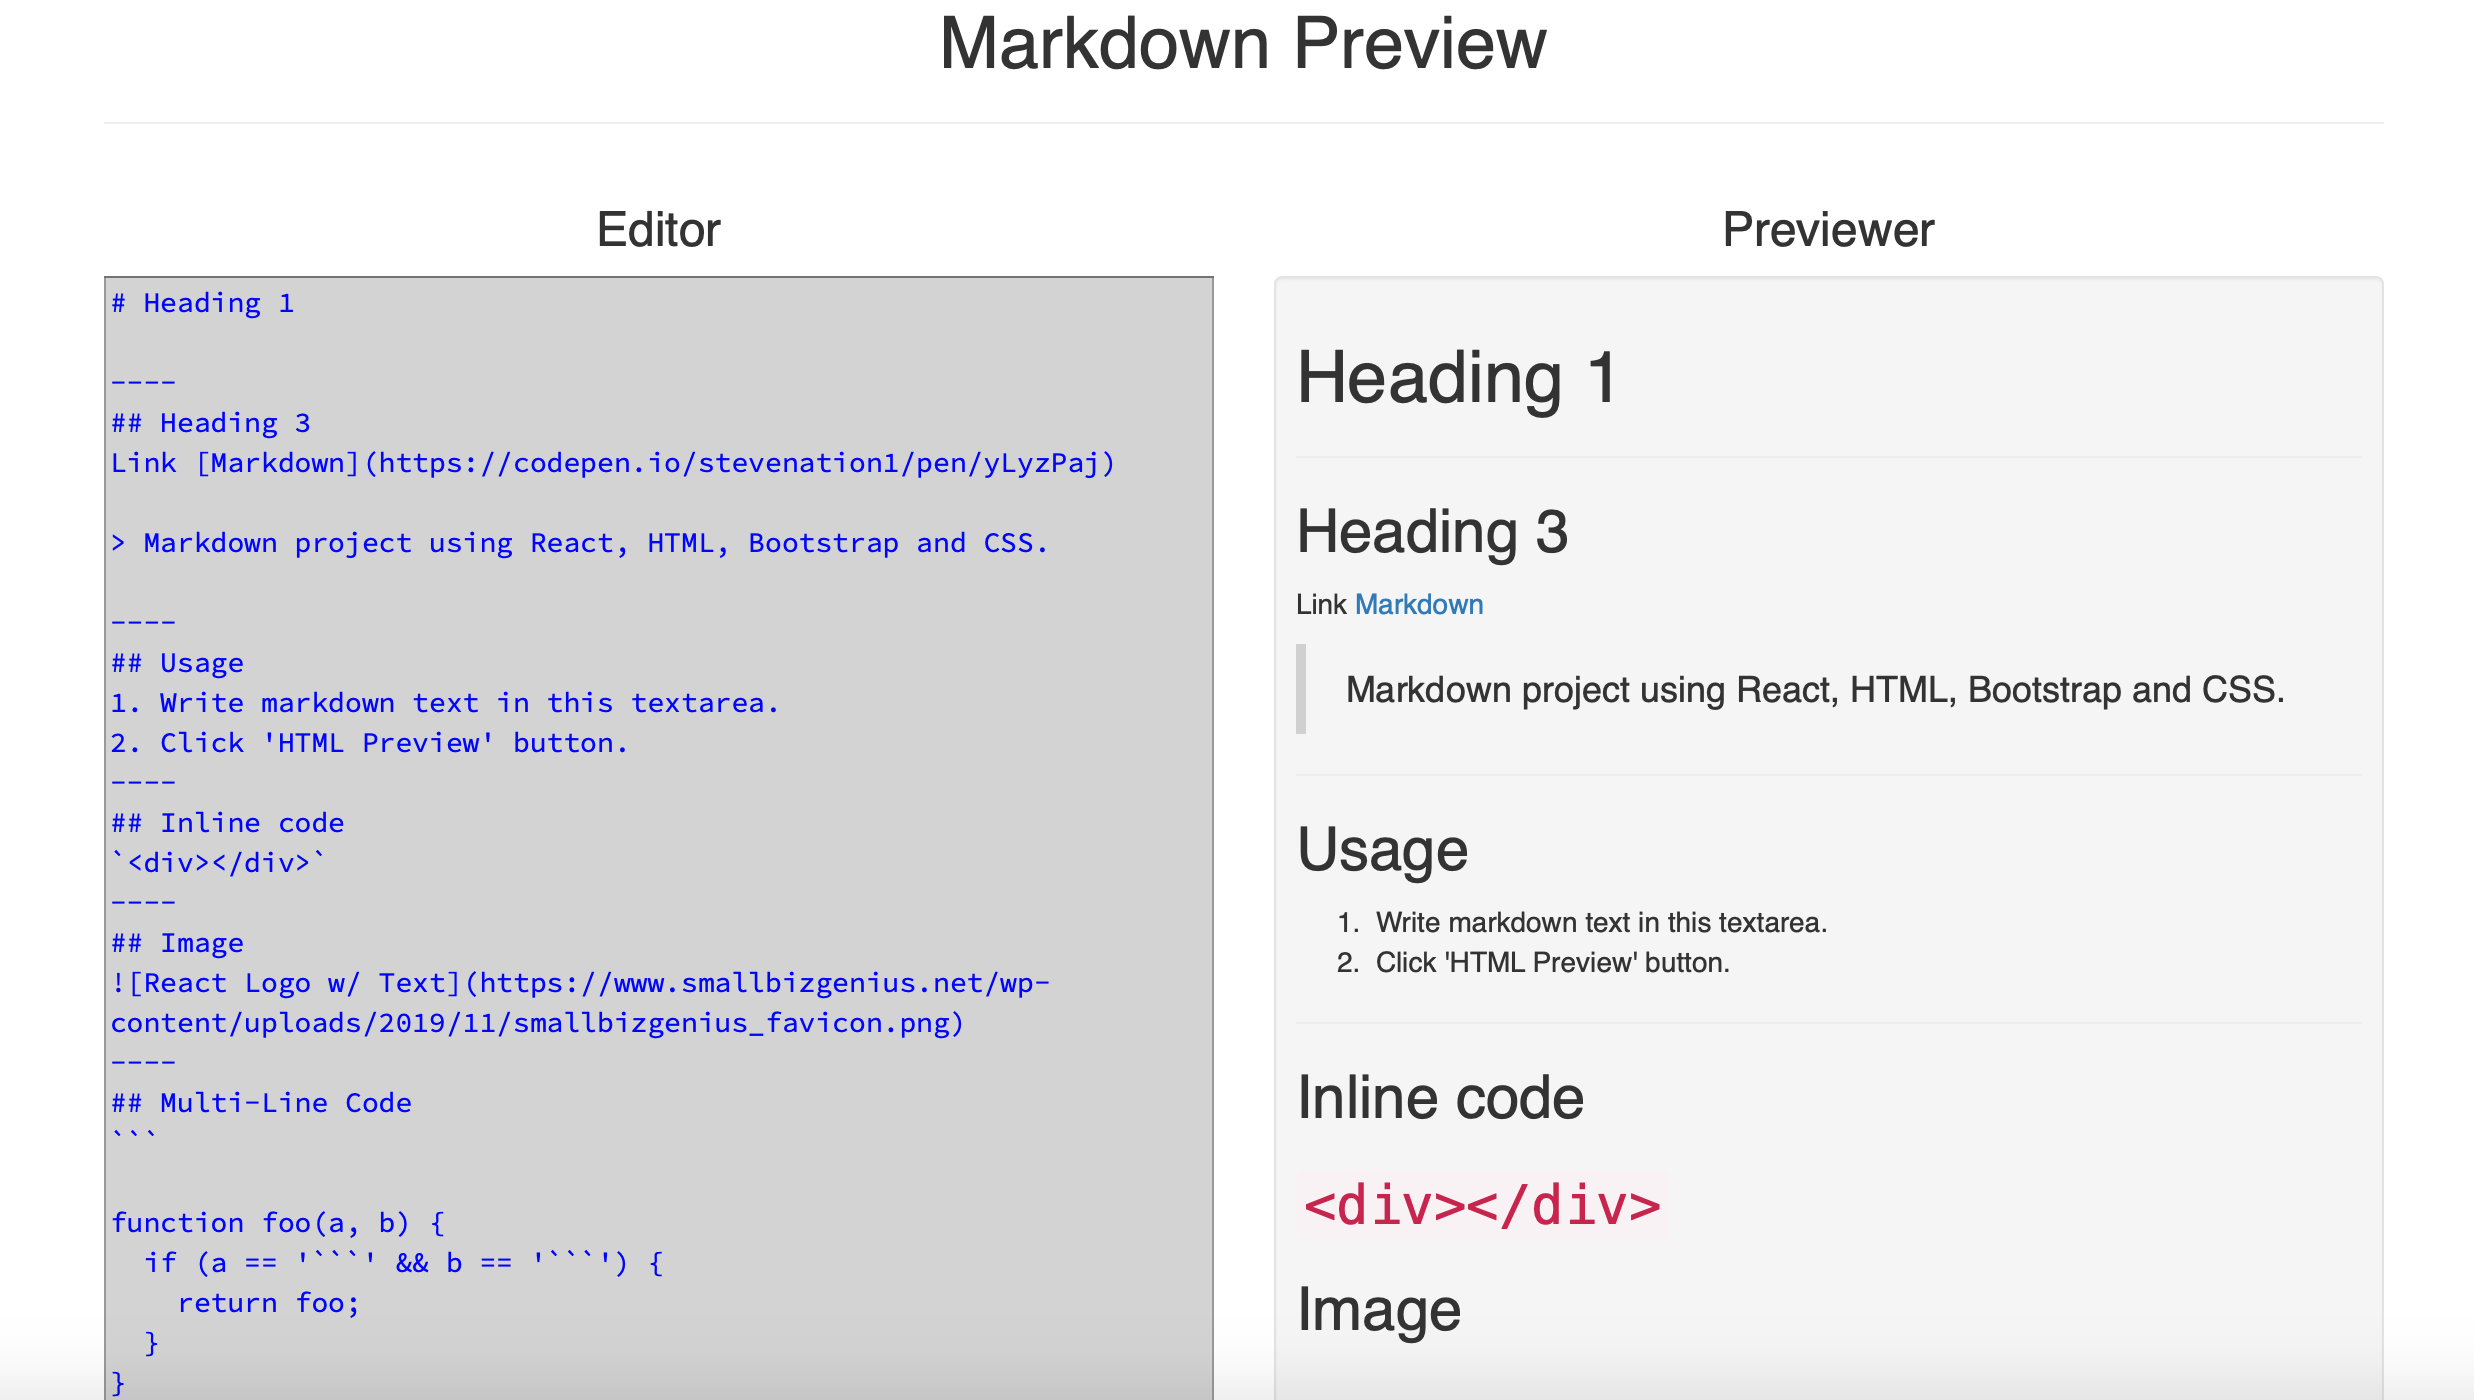 Markdown Preview
Editor
# Heading 1
----
## Heading 3
Link [Markdown](https://codepen.io/stevenation1/pen/yLyzPaj)
> Markdown project using React, HTML, Bootstrap and CSS.
----
## Usage
1. Write markdown text in this textarea.
2. Click 'HTML Preview' button.
----
## Inline code
`<div></div>`
----
## Image
![React Logo w/ Text](https://www.smallbizgenius.net/wp-
content/uploads/2019/11/smallbizgenius_favicon.png)
----
## Multi-Line Code
```
function foo(a, b) {
  if (a == '```' && b == '```') {
    return foo;
  }
}
Previewer
Heading 1
Heading 3
Link Markdown
Markdown project using React, HTML, Bootstrap and CSS.
Usage
1. Write markdown text in this textarea.
2. Click 'HTML Preview' button.
Inline code
<div></div>
Image